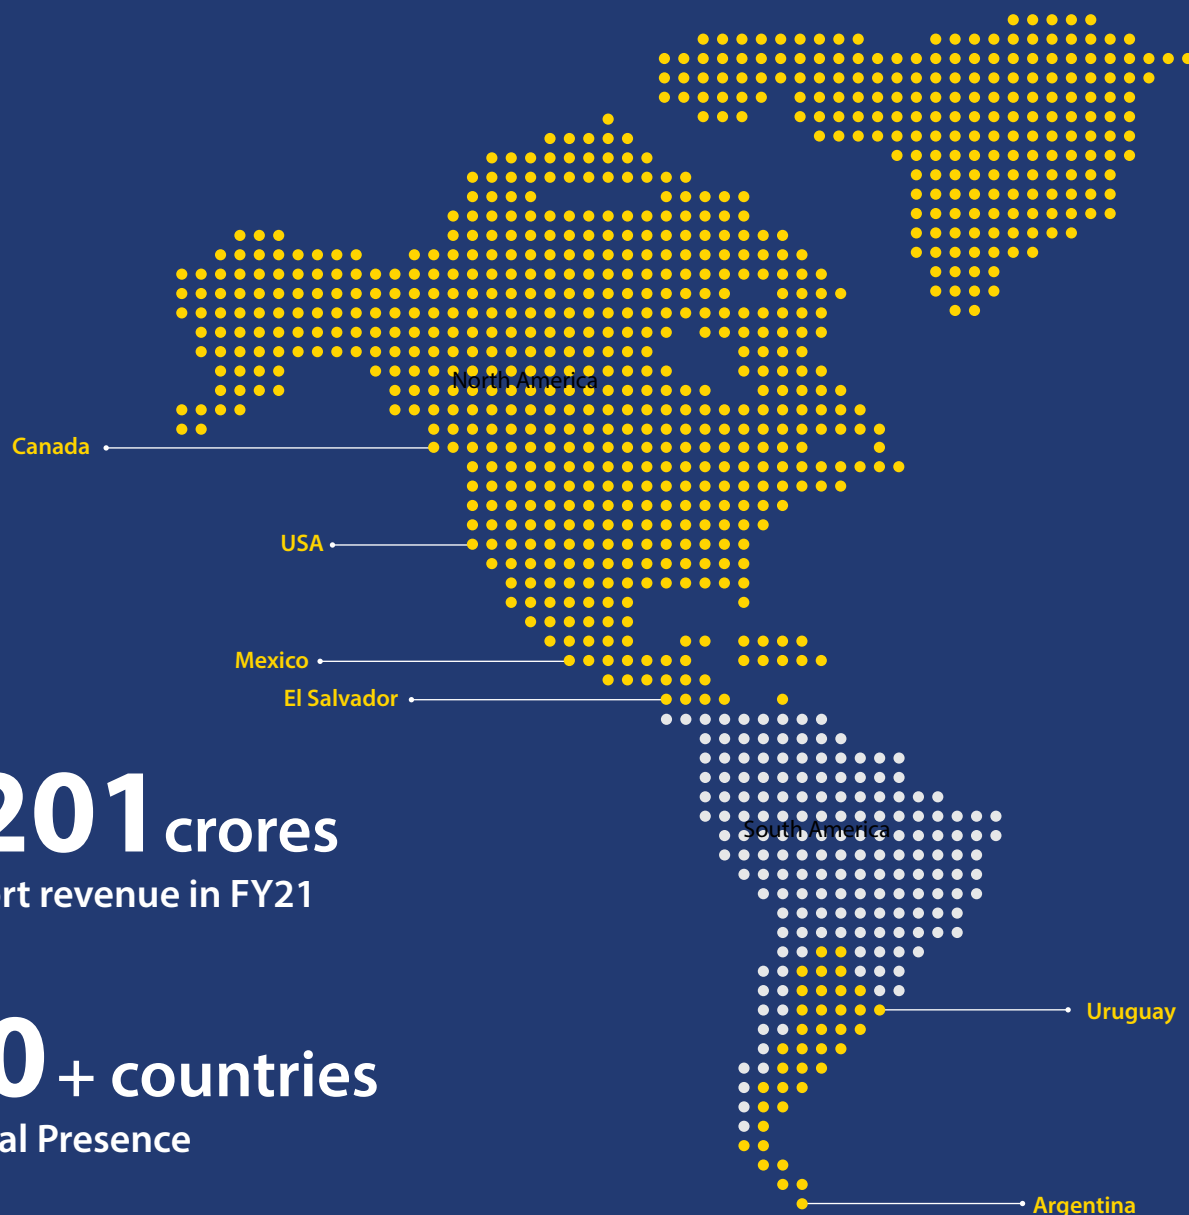 North America
Canada
USA
Mexico
El Salvador
201 crores
rt revenue in FY21
South America
0 + countries
al Presence
Uruguay
Argentina